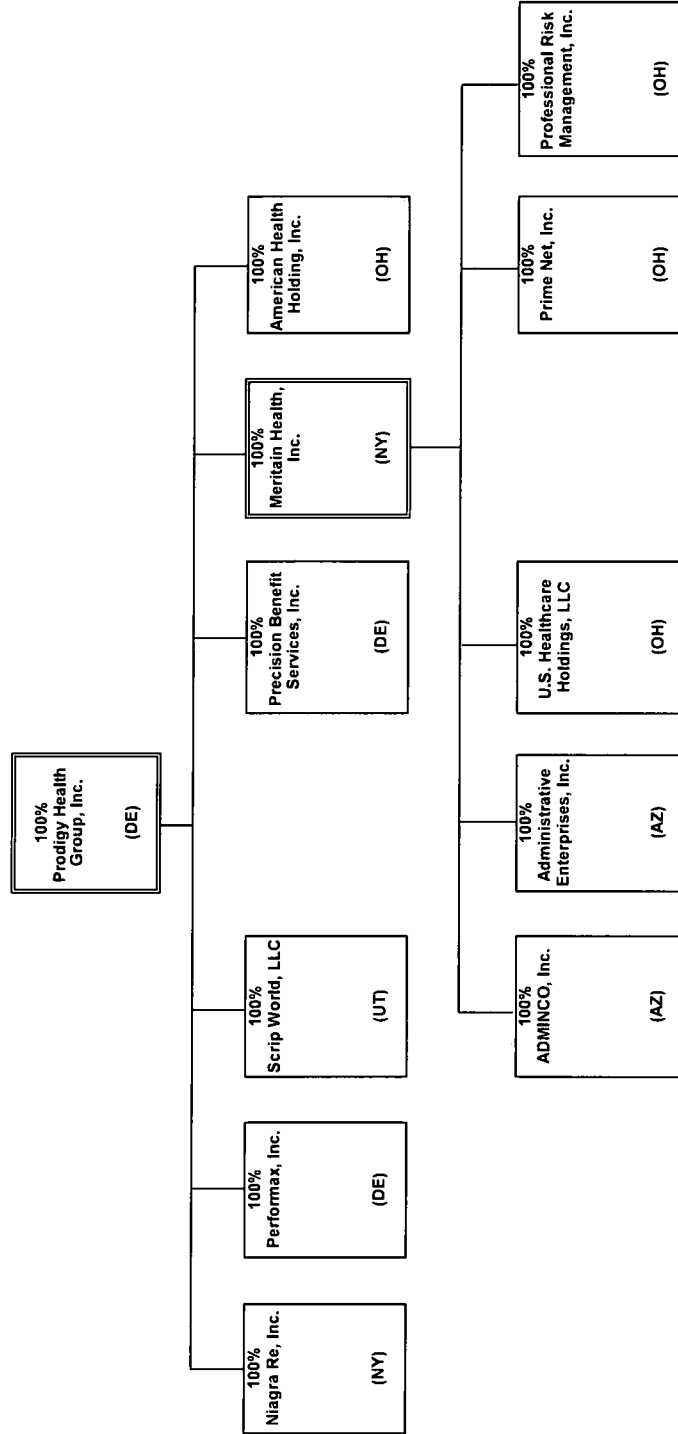 100%
Prodigy Health
Group, Inc.
(DE)
100%
Niagra Re, Inc.
(NY)
100%
Performax, Inc.
(DE)
100%
Scrip World, LLC
(UT)
100%
Precision Benefit
Services, Inc.
(DE)
100%
Meritain Health,
Inc.
(NY)
100%
American Health
Holding, Inc.
(OH)
100%
ADMINCO, Inc.
(AZ)
100%
Administrative
Enterprises, Inc.
(AZ)
100%
U.S. Healthcare
Holdings, LLC
(OH)
100%
Prime Net, Inc.
(OH)
100%
Professional Risk
Management, Inc.
(OH)